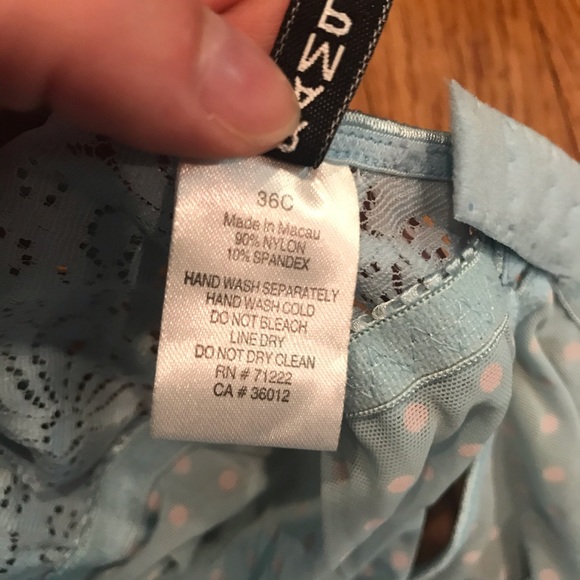 36C
Made in Macau
90% NYLON
10% SPANDEX
HAND WASH SEPARATELY
HAND WASH COLD
DO NOT BLEACH
LINE DRY
DO NOT DRY CLEAN
RN # 71222
CA # 36012